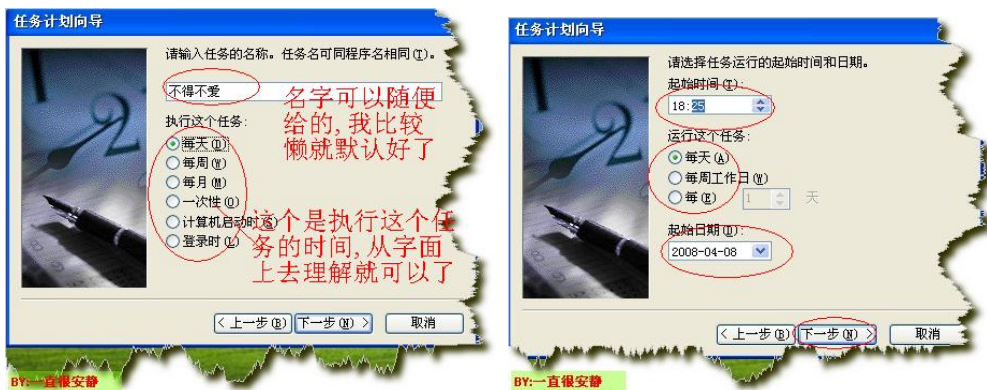 任务计划向导
请输入任务的名称。任务名可同程序名相同(T)。
不得不爱
名字可以随便
给的,我比较
懒就默认好了
执行这个任务:
每天(D)
每周(W)
每月(M)
一次性(O)
计算机启动时(S)
登录时(L)
这个是执行这个任
务的时间,从字面
上去理解就可以了
< 上一步(B)
下一步(N) >
取消
BY:一直很安静
任务计划向导
请选择任务运行的起始时间和日期。
起始时间(T):
18:25
运行这个任务:
每天(A)
每周工作日(W)
每(E) 1 天
起始日期(D):
2008-04-08
< 上一步(B)
下一步(N) >
取消
BY:一直很安静